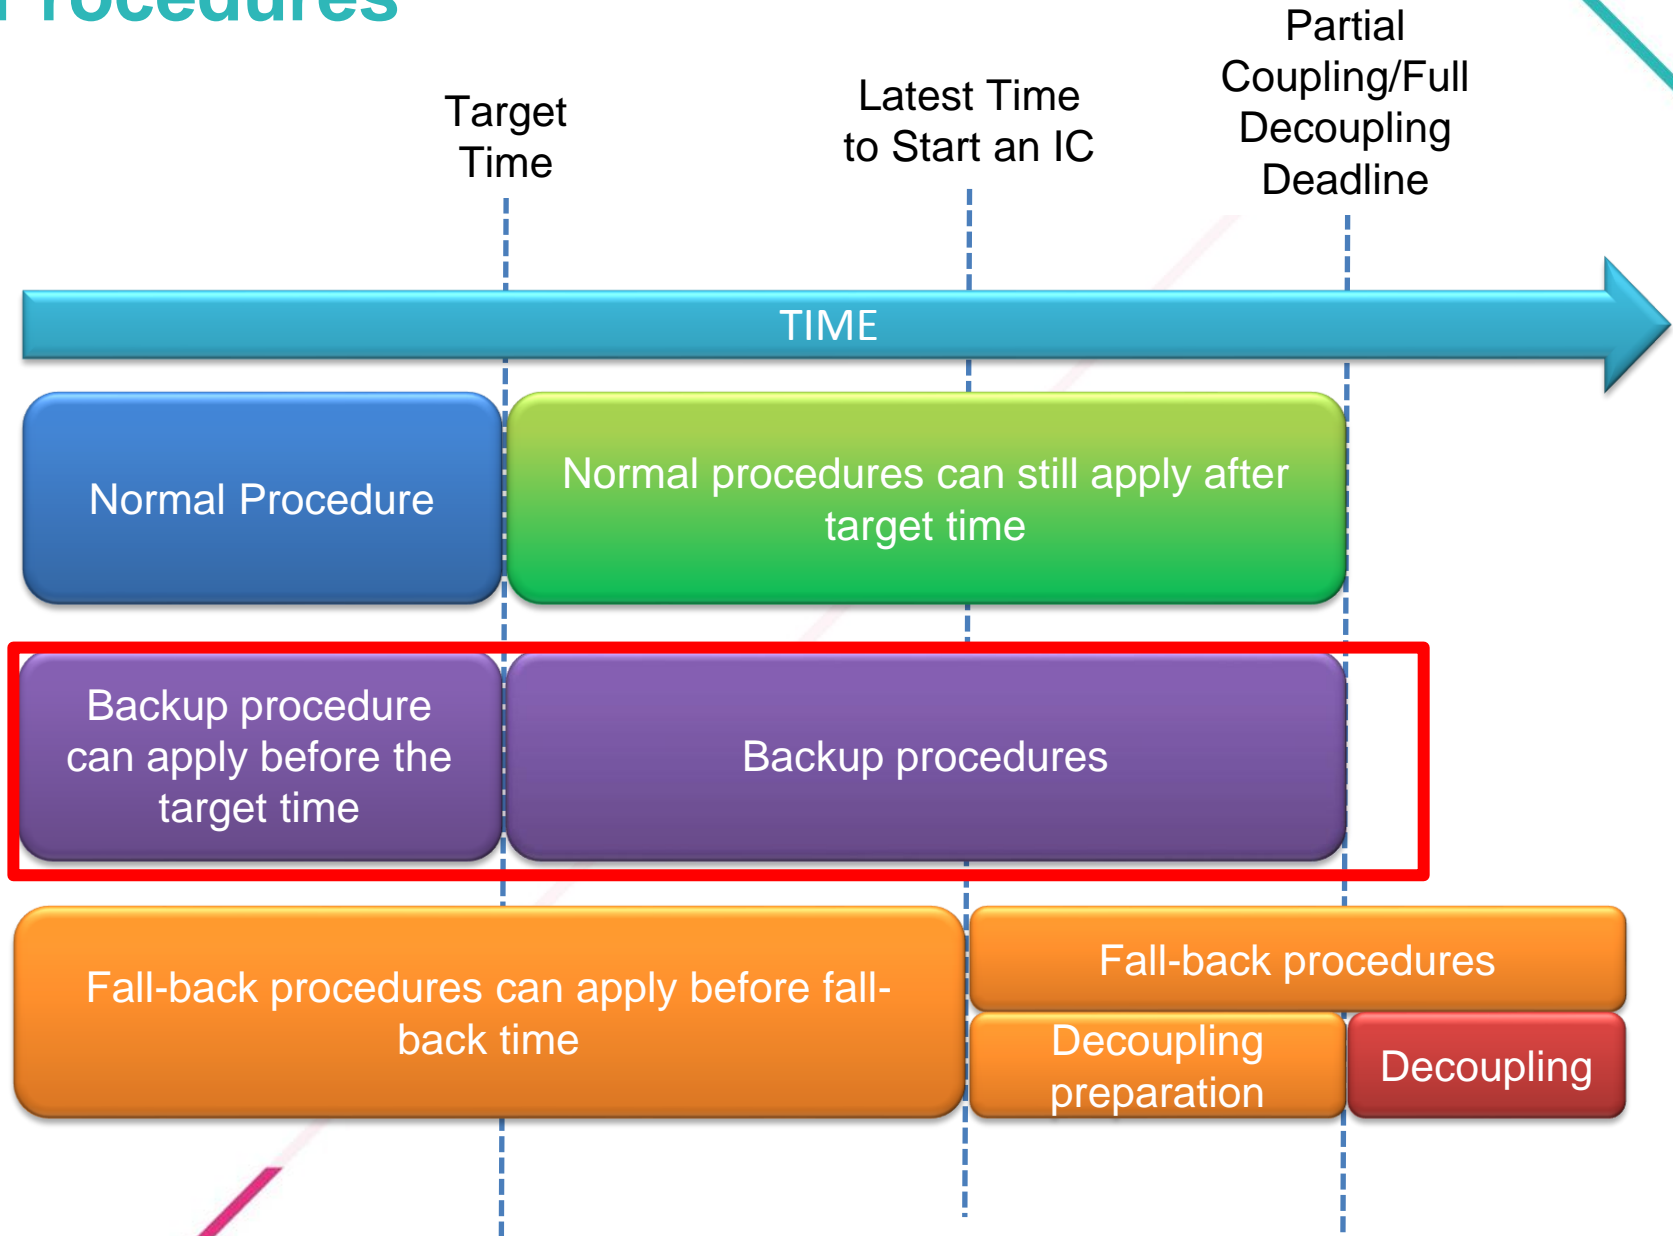 Procedures
Target
Time
Latest Time
to Start an IC
Partial
Coupling/Full
Decoupling
Deadline
TIME
Normal Procedure
Normal procedures can still apply after
target time
Backup procedure
can apply before the
target time
Backup procedures
Fall-back procedures can apply before fall-
back time
Fall-back procedures
Decoupling
preparation
Decoupling